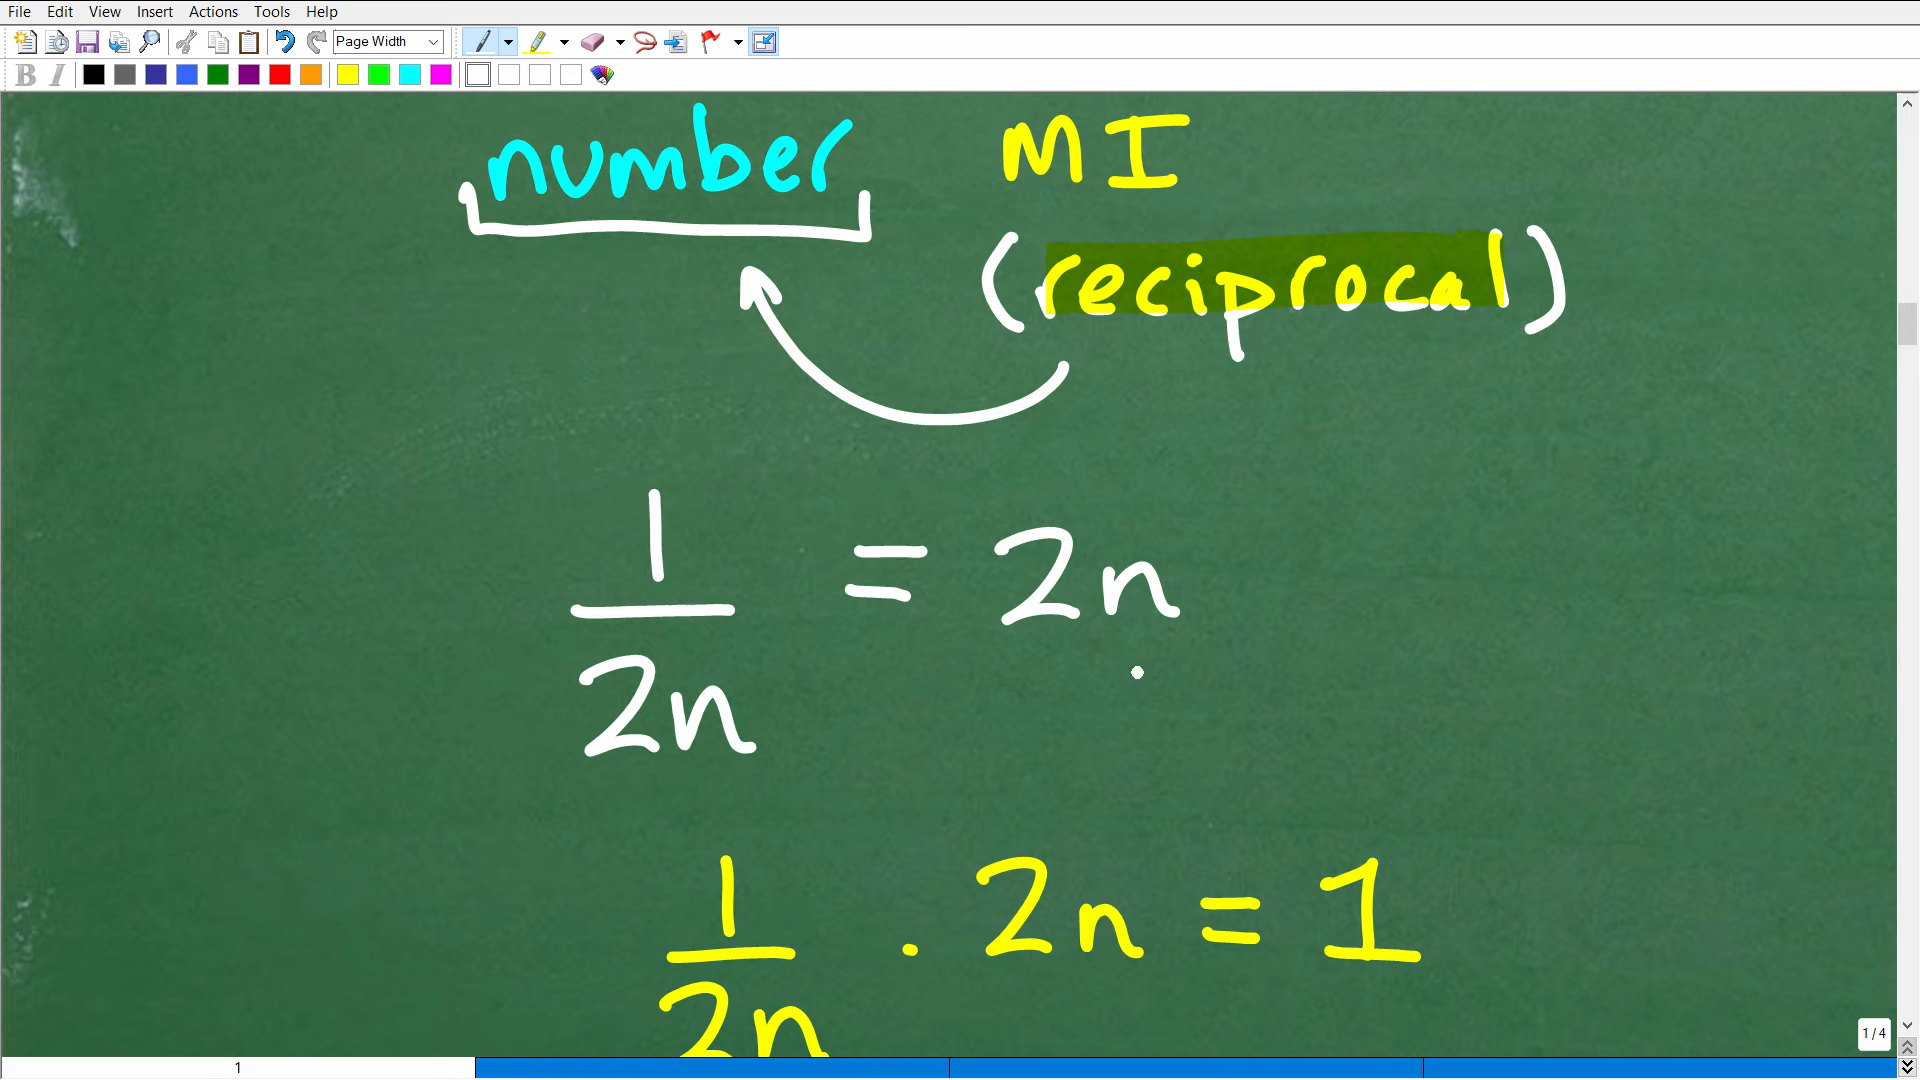 File Edit View Insert Actions Tools Help
Page Width
B I
number MI
(reciprocal)
1/2n = 2n
1/2n . 2n = 1
1 / 4
1